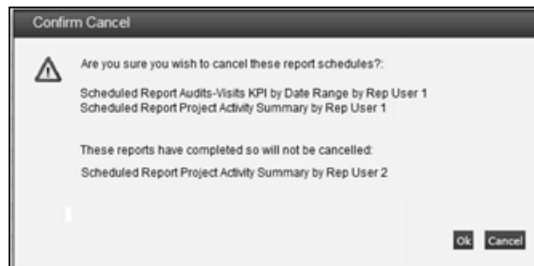 Confirm Cancel
Are you sure you wish to cancel these report schedules?:
Scheduled Report Audits-Visits KPI by Date Range by Rep User 1
Scheduled Report Project Activity Summary by Rep User 1
These reports have completed so will not be cancelled:
Scheduled Report Project Activity Summary by Rep User 2
Ok Cancel